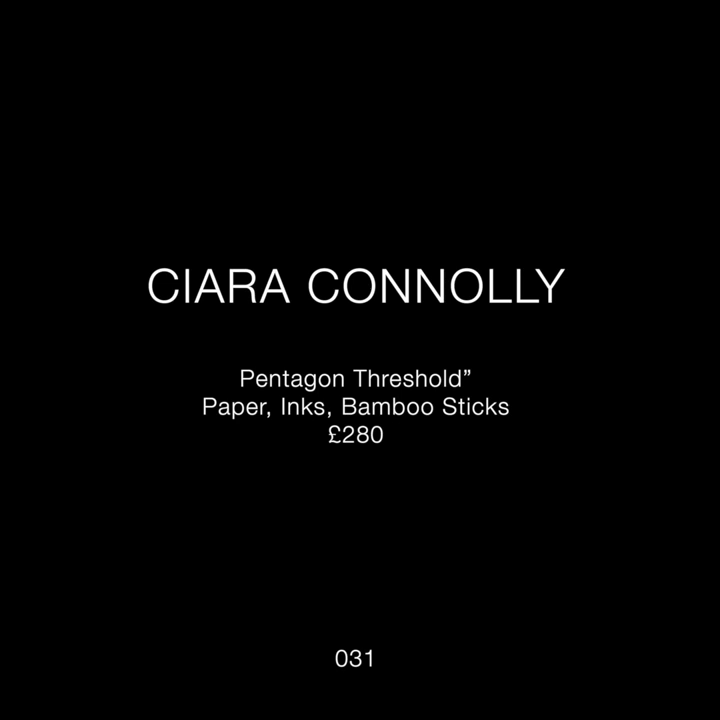 CIARA CONNOLLY
Pentagon Threshold”
Paper, Inks, Bamboo Sticks
£280
031